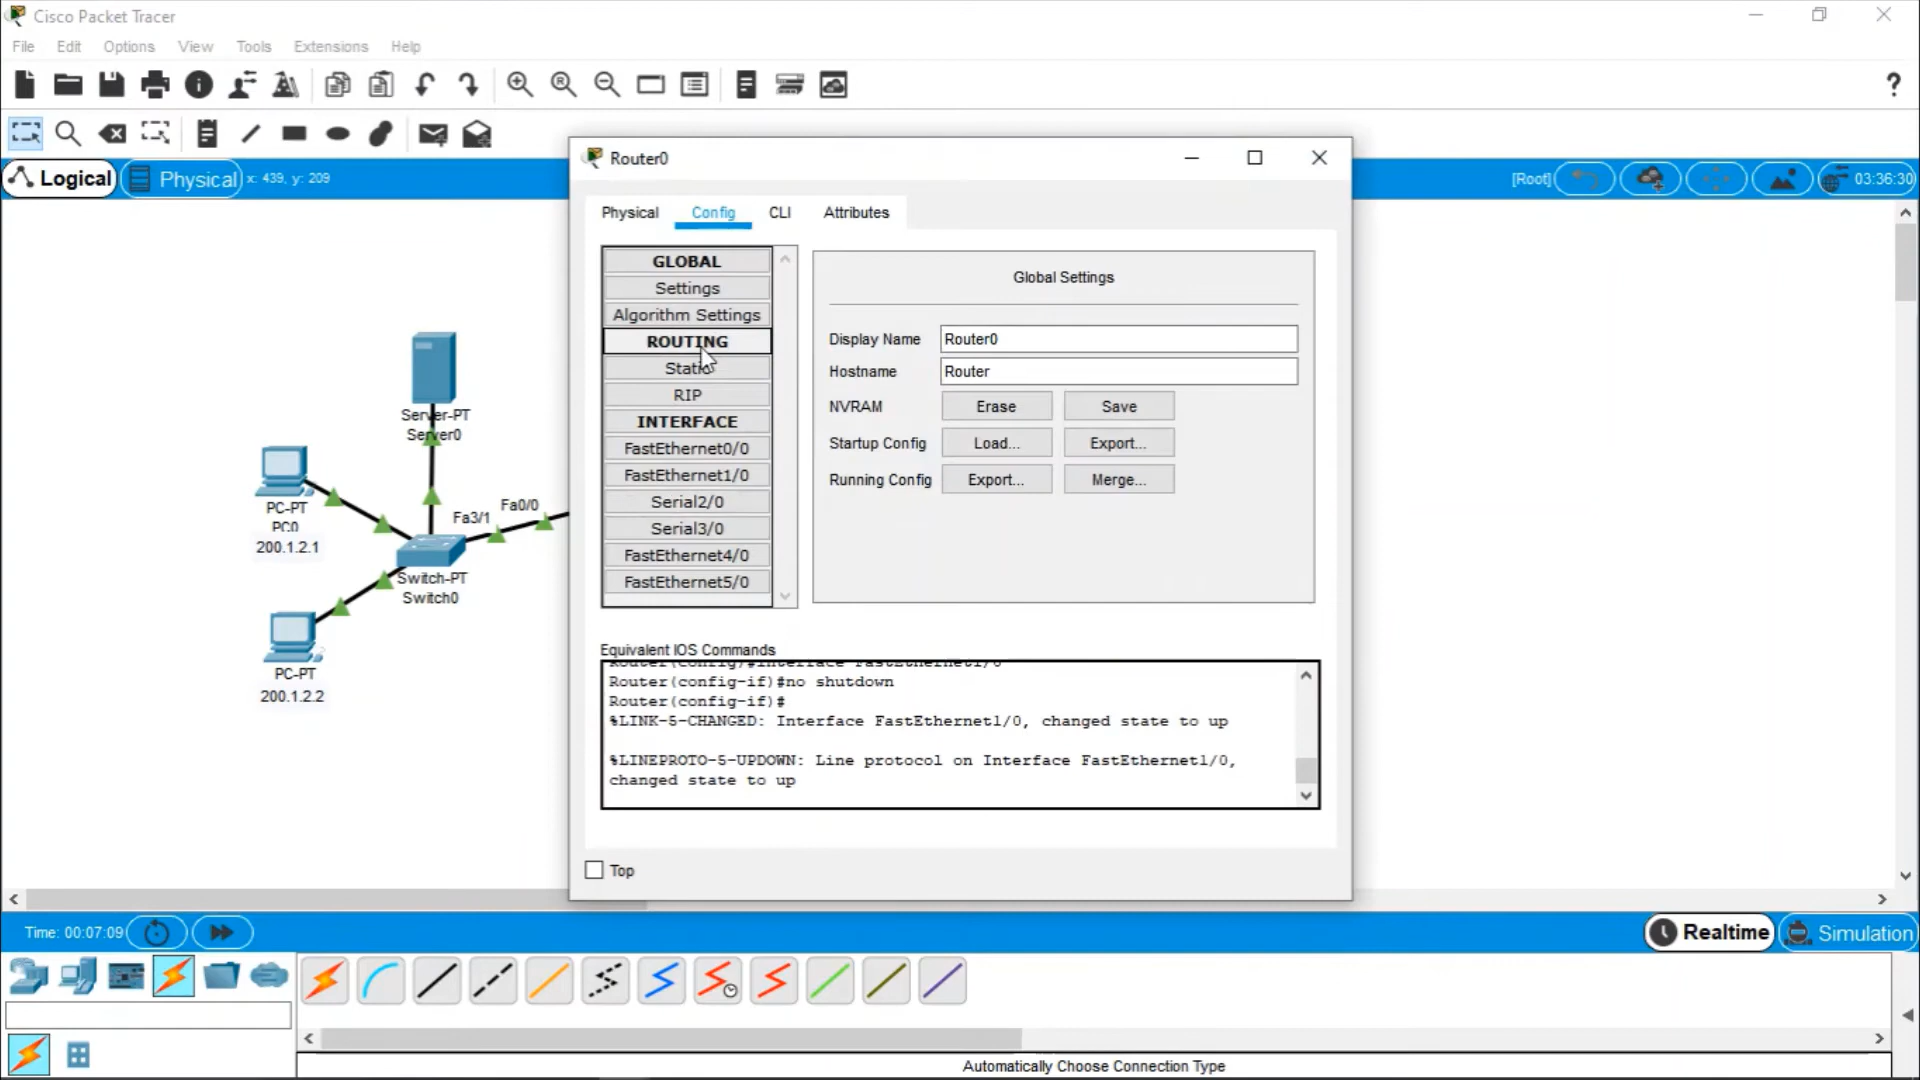 Cisco Packet Tracer
File Edit Options View Tools Extensions Help
?
Logical Physical x: 439, y: 209
[Root] 03:36:30
Router0
Physical Config CLI Attributes
GLOBAL
Settings
Algorithm Settings
ROUTING
Static
RIP
INTERFACE
FastEthernet0/0
FastEthernet1/0
Serial2/0
Serial3/0
FastEthernet4/0
FastEthernet5/0
Global Settings
Display Name Router0
Hostname Router
NVRAM Erase Save
Startup Config Load... Export...
Running Config Export... Merge...
Equivalent IOS Commands
Router(config)#interface FastEthernet1/0
Router(config-if)#no shutdown
Router(config-if)#
%LINK-5-CHANGED: Interface FastEthernet1/0, changed state to up
%LINEPROTO-5-UPDOWN: Line protocol on Interface FastEthernet1/0,
changed state to up
Top
Server-PT
Server0
PC-PT
PC0
200.1.2.1
Fa3/1
Fa0/0
Switch-PT
Switch0
PC-PT
200.1.2.2
Time: 00:07:09
Realtime Simulation
Automatically Choose Connection Type